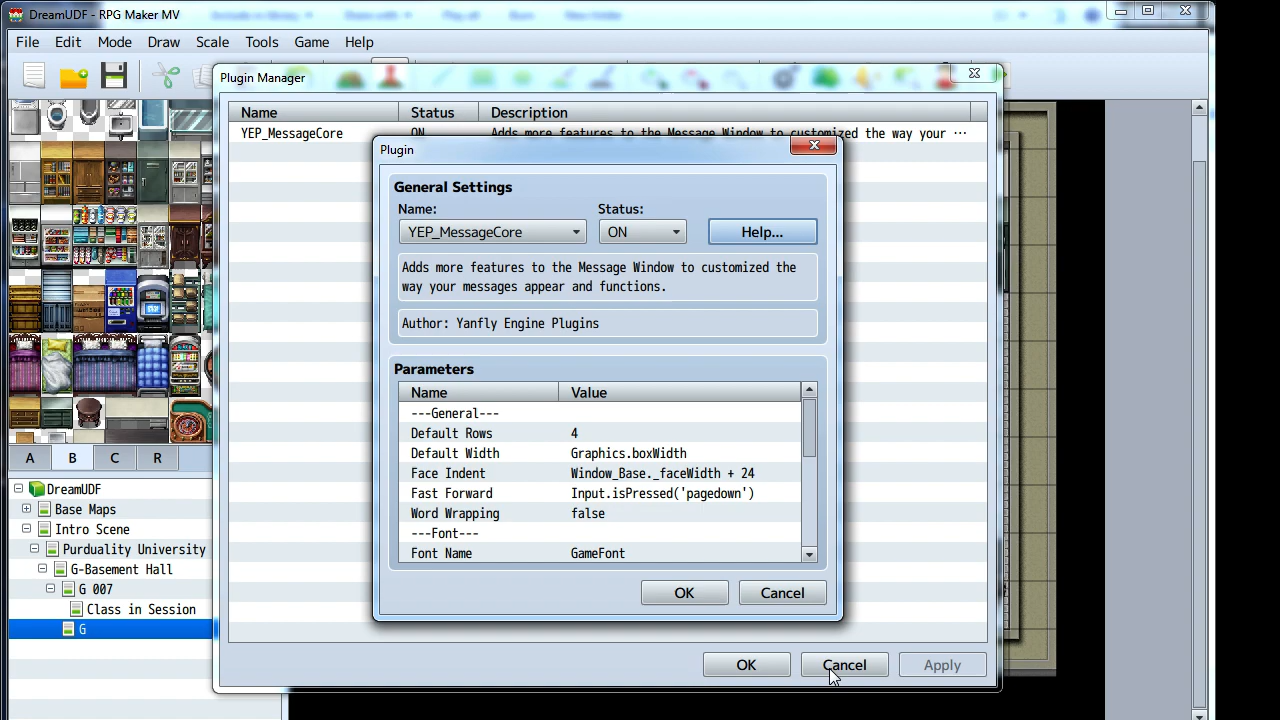 DreamUDF - RPG Maker MV
File Edit Mode Draw Scale Tools Game Help
Plugin Manager
Name Status Description
YEP_MessageCore ON Adds more features to the Message Window to customized the way your ···
Plugin
General Settings
Name: Status:
YEP_MessageCore ON Help...
Adds more features to the Message Window to customized the
way your messages appear and functions.
Author: Yanfly Engine Plugins
Parameters
Name Value
---General---
Default Rows 4
Default Width Graphics.boxWidth
Face Indent Window_Base._faceWidth + 24
Fast Forward Input.isPressed('pagedown')
Word Wrapping false
---Font---
Font Name GameFont
OK Cancel
OK Cancel Apply
A B C R
DreamUDF
Base Maps
Intro Scene
Purduality University
G-Basement Hall
G 007
Class in Session
G